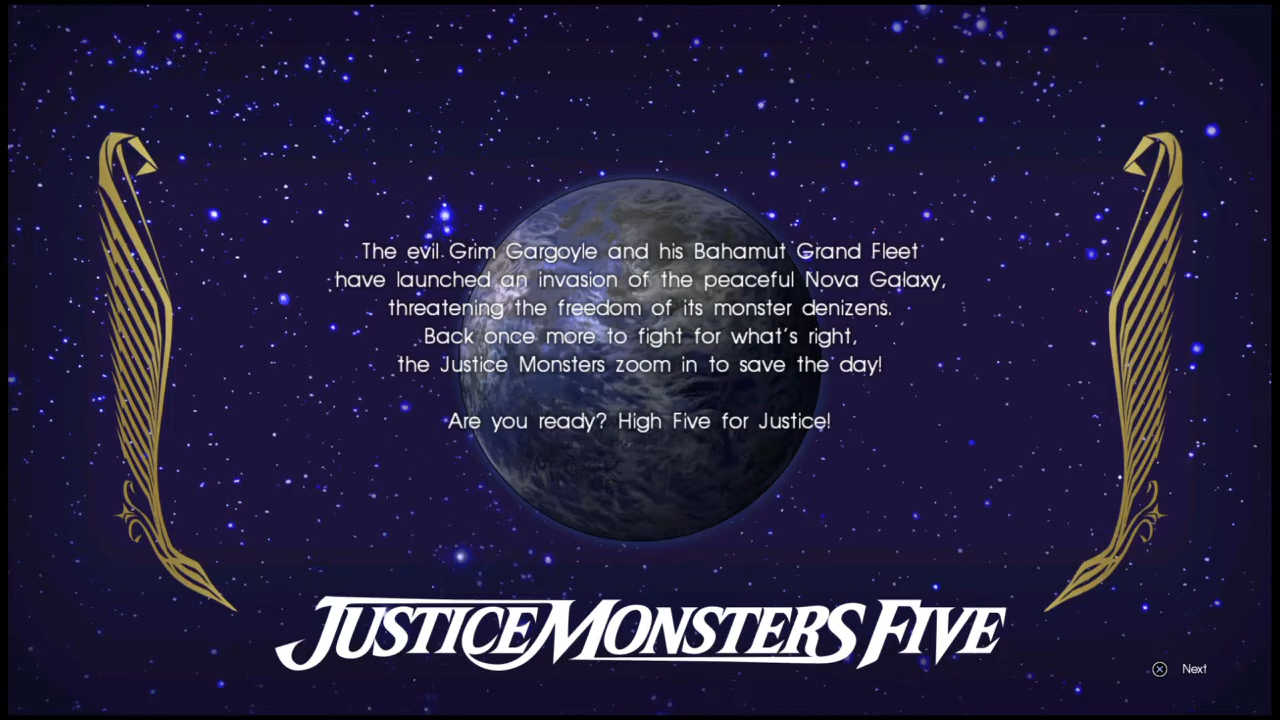 The evil Grim Gargoyle and his Bahamut Grand Fleet
have launched an invasion of the peaceful Nova Galaxy,
threatening the freedom of its monster denizens.
Back once more to fight for what's right,
the Justice Monsters zoom in to save the day!
Are you ready? High Five for Justice!
JUSTICE MONSTERS FIVE
Next